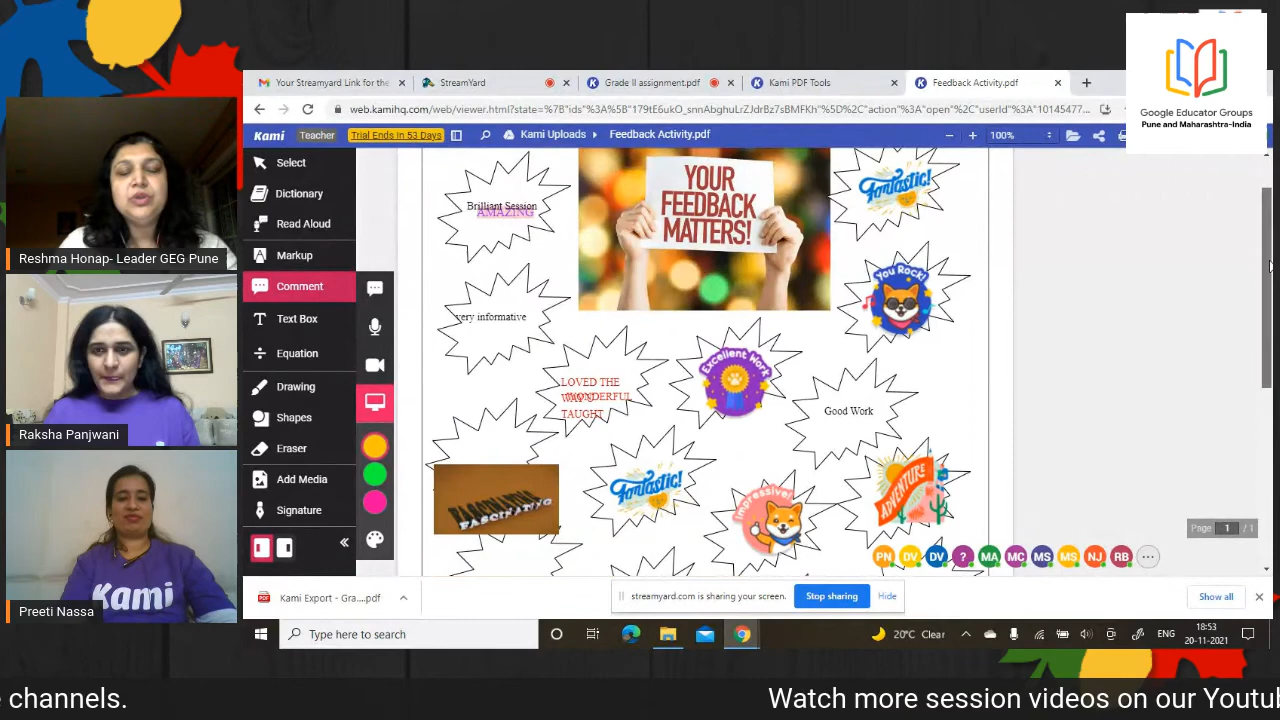 Google Educator Groups
Pune and Maharashtra-India
Your Streamyard Link for the
StreamYard
Grade II assignment.pdf
Kami PDF Tools
Feedback Activity.pdf
web.kamihq.com/web/viewer.html?state=%7B"ids"%3A%5B"179tE6ukO_snnAbghuLrZJdrBz7sBMFKh"%5D%2C"action"%3A"open"%2C"userId"%3A"10145477...
Kami
Teacher
Trial Ends in 53 Days
Kami Uploads
Feedback Activity.pdf
100%
Select
Dictionary
Read Aloud
Markup
Comment
Text Box
Equation
Drawing
Shapes
Eraser
Add Media
Signature
Brilliant Session
AMAZING
YOUR
FEEDBACK
MATTERS!
fantastic!
You Rock!
very informative
Excellent Work
LOVED THE
WONDERFUL
TAUGHT
Good Work
FASCINATING
fantastic!
Impressive!
ADVENTURE
Page 1 / 1
PN DV DV ? MA MC MS MS NJ RB ...
Reshma Honap- Leader GEG Pune
Raksha Panjwani
Kami
Preeti Nassa
Kami Export - Gra....pdf
streamyard.com is sharing your screen.
Stop sharing
Hide
Show all
Type here to search
20°C Clear
ENG
18:53
20-11-2021
channels.
Watch more session videos on our